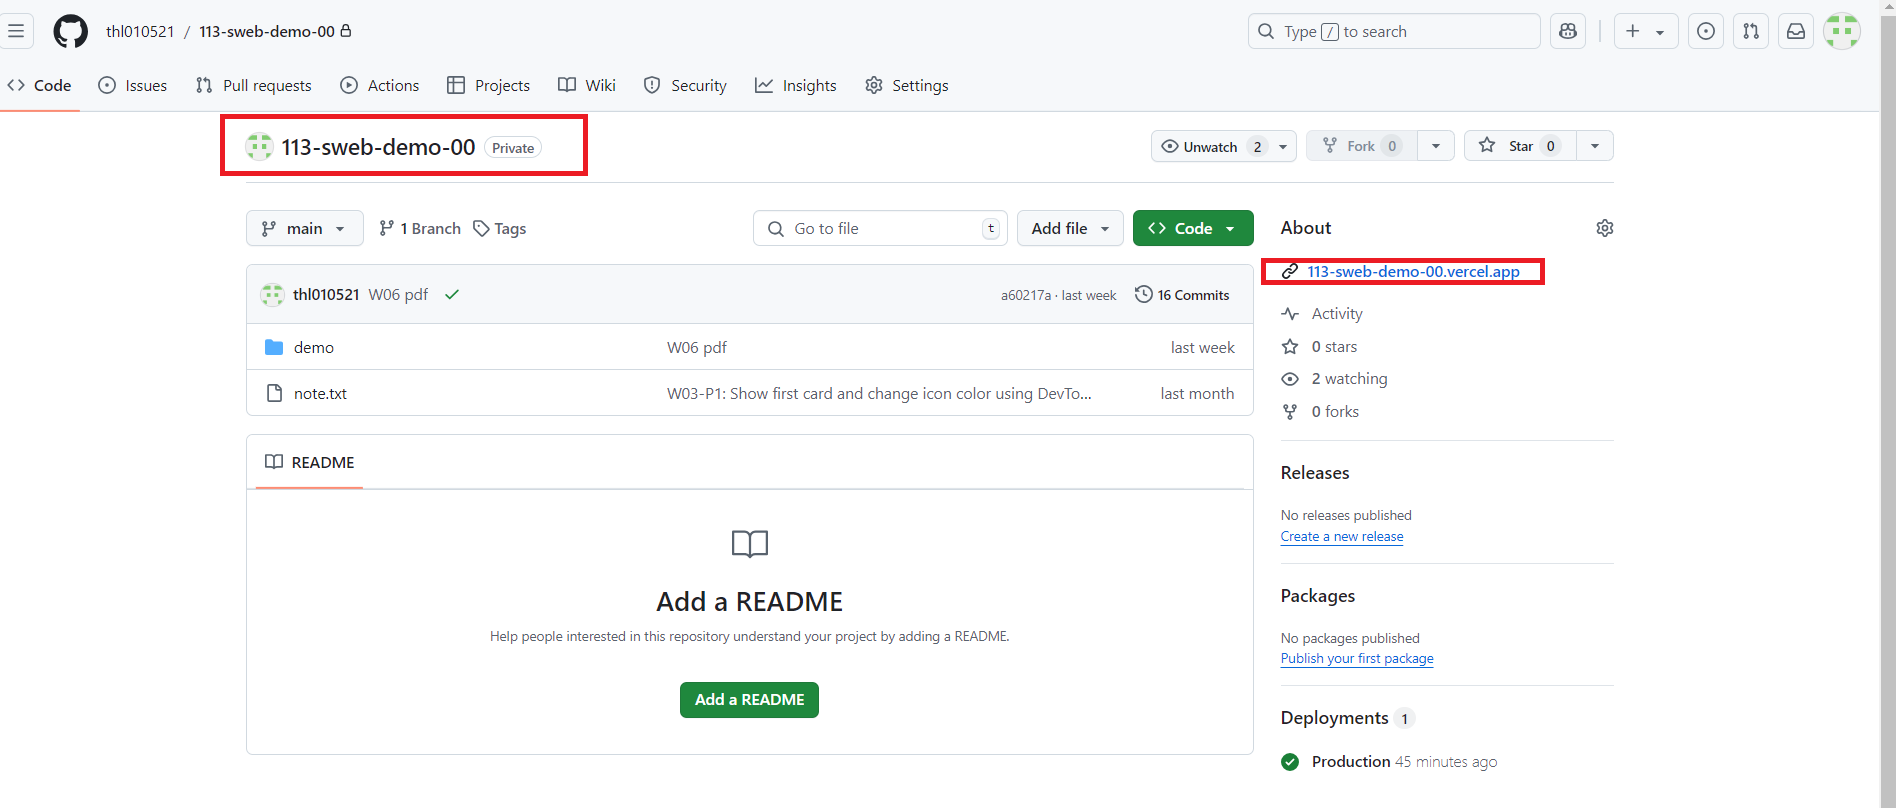 thl010521 / 113-sweb-demo-00
Type / to search
Code
Issues
Pull requests
Actions
Projects
Wiki
Security
Insights
Settings
113-sweb-demo-00 Private
Unwatch 2
Fork 0
Star 0
main
1 Branch
Tags
Go to file t
Add file
Code
thl010521 W06 pdf
a60217a · last week
16 Commits
demo W06 pdf last week
note.txt W03-P1: Show first card and change icon color using DevTo... last month
README
Add a README
Help people interested in this repository understand your project by adding a README.
Add a README
About
113-sweb-demo-00.vercel.app
Activity
0 stars
2 watching
0 forks
Releases
No releases published
Create a new release
Packages
No packages published
Publish your first package
Deployments 1
Production 45 minutes ago